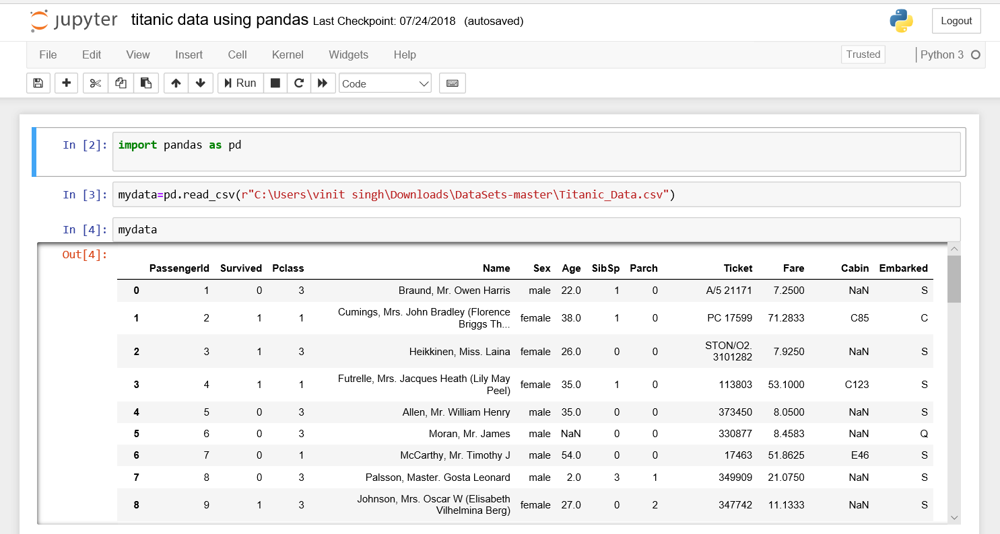 jupyter titanic data using pandas Last Checkpoint: 07/24/2018 (autosaved) Logout
File Edit View Insert Cell Kernel Widgets Help Trusted Python 3
Run Code
In [2]: import pandas as pd
In [3]: mydata=pd.read_csv(r"C:\Users\vinit singh\Downloads\DataSets-master\Titanic_Data.csv")
In [4]: mydata
Out[4]:
PassengerId Survived Pclass Name Sex Age SibSp Parch Ticket Fare Cabin Embarked
0 1 0 3 Braund, Mr. Owen Harris male 22.0 1 0 A/5 21171 7.2500 NaN S
1 2 1 1 Cumings, Mrs. John Bradley (Florence
Briggs Th... female 38.0 1 0 PC 17599 71.2833 C85 C
2 3 1 3 Heikkinen, Miss. Laina female 26.0 0 0 STON/O2.
3101282 7.9250 NaN S
3 4 1 1 Futrelle, Mrs. Jacques Heath (Lily May
Peel) female 35.0 1 0 113803 53.1000 C123 S
4 5 0 3 Allen, Mr. William Henry male 35.0 0 0 373450 8.0500 NaN S
5 6 0 3 Moran, Mr. James male NaN 0 0 330877 8.4583 NaN Q
6 7 0 1 McCarthy, Mr. Timothy J male 54.0 0 0 17463 51.8625 E46 S
7 8 0 3 Palsson, Master. Gosta Leonard male 2.0 3 1 349909 21.0750 NaN S
8 9 1 3 Johnson, Mrs. Oscar W (Elisabeth
Vilhelmina Berg) female 27.0 0 2 347742 11.1333 NaN S